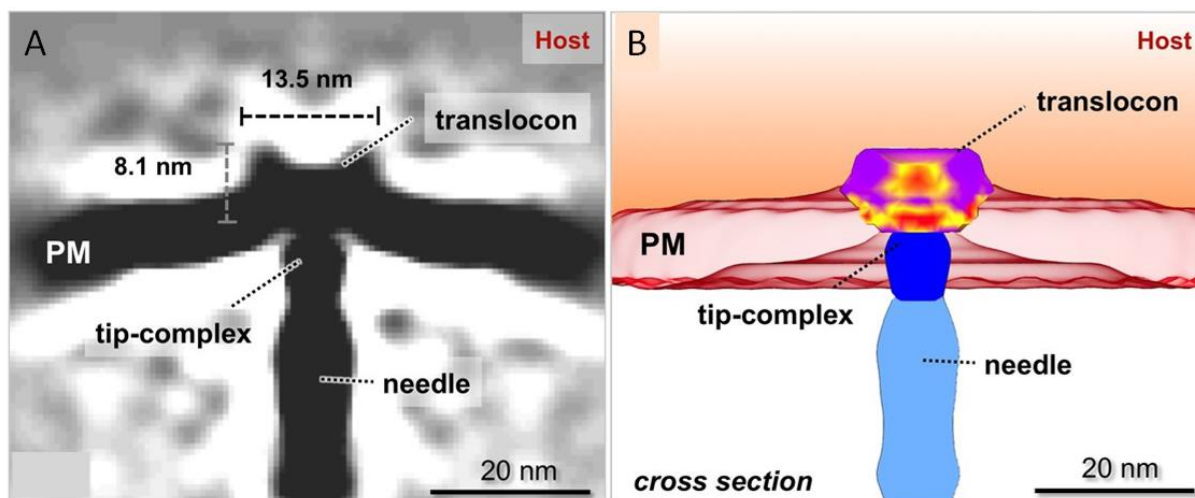 A
Host
13.5 nm
translocon
8.1 nm
PM
tip-complex
needle
20 nm
B
Host
translocon
PM
tip-complex
needle
cross section
20 nm